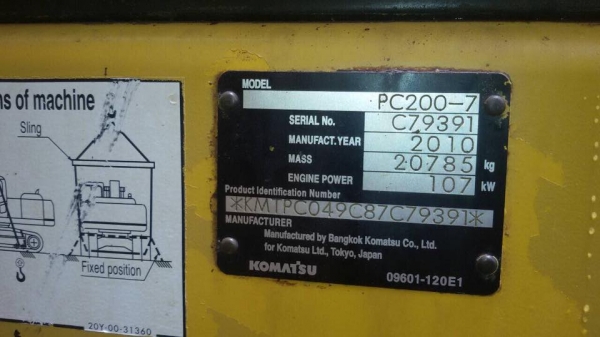 ns of machine
Sling
Fixed position
20Y-00-31360
MODEL PC200-7
SERIAL No. C79391
MANUFACT.YEAR 2010
MASS 20785 kg
ENGINE POWER 107 kW
Product Identification Number
*KMTPC049C87C79391*
MANUFACTURER
Manufactured by Bangkok Komatsu Co., Ltd.
for Komatsu Ltd., Tokyo, Japan
KOMATSU 09601-120E1